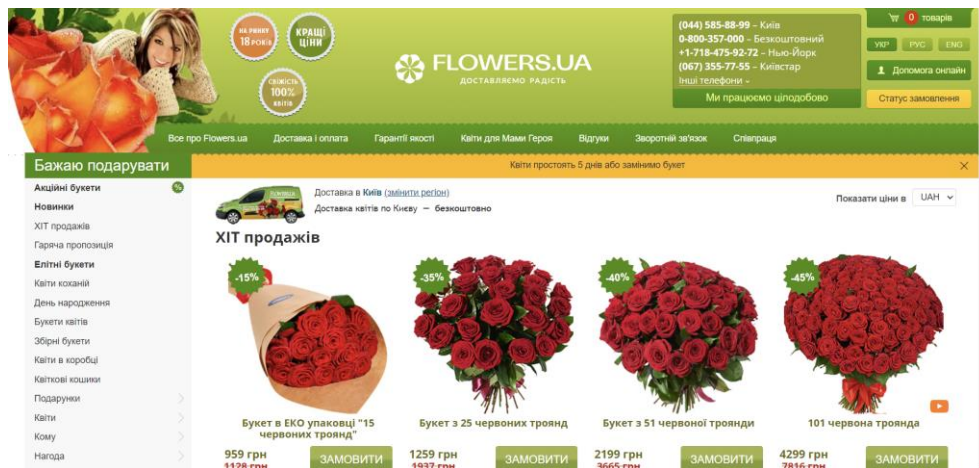 НА РИНКУ
18 РОКІВ
КРАЩІ
ЦІНИ
СВІЖІСТЬ
100%
КВІТІВ
FLOWERS.UA
ДОСТАВЛЯЄМО РАДІСТЬ
(044) 585-88-99 – Київ
0-800-357-000 – Безкоштовний
+1-718-475-92-72 – Нью-Йорк
(067) 355-77-55 – Київстар
Інші телефони
Ми працюємо цілодобово
0 товарів
УКР РУС ENG
Допомога онлайн
Статус замовлення
Все про Flowers.ua Доставка і оплата Гарантії якості Квіти для Мами Героя Відгуки Зворотній зв'язок Співпраця
Бажаю подарувати
Квіти простоять 5 днів або замінимо букет
Акційні букети %
Новинки
ХІТ продажів
Гаряча пропозиція
Елітні букети
Квіти коханій
День народження
Букети квітів
Збірні букети
Квіти в коробці
Квіткові кошики
Подарунки
Квіти
Кому
Нагода
Доставка в Київ (змінити регіон)
Доставка квітів по Києву – безкоштовно
Показати ціни в UAH
ХІТ продажів
-15%
-35%
-40%
-45%
Букет в ЕКО упаковці "15
червоних троянд"
959 грн
1128 грн
ЗАМОВИТИ
Букет з 25 червоних троянд
1259 грн
1937 грн
ЗАМОВИТИ
Букет з 51 червоної троянди
2199 грн
3665 грн
ЗАМОВИТИ
101 червона троянда
4299 грн
7816 грн
ЗАМОВИТИ